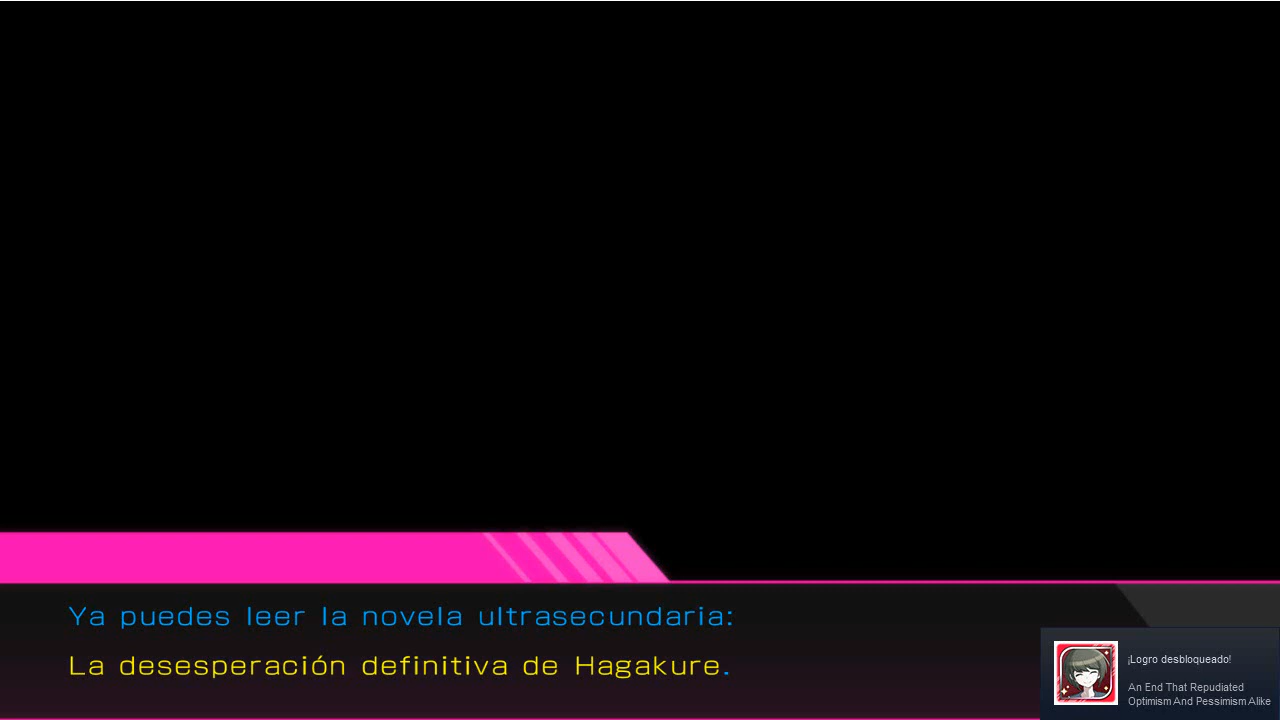 Ya puedes leer la novela ultrasecundaria:
La desesperación definitiva de Hagakure.
¡Logro desbloqueado!
An End That Repudiated
Optimism And Pessimism Alike